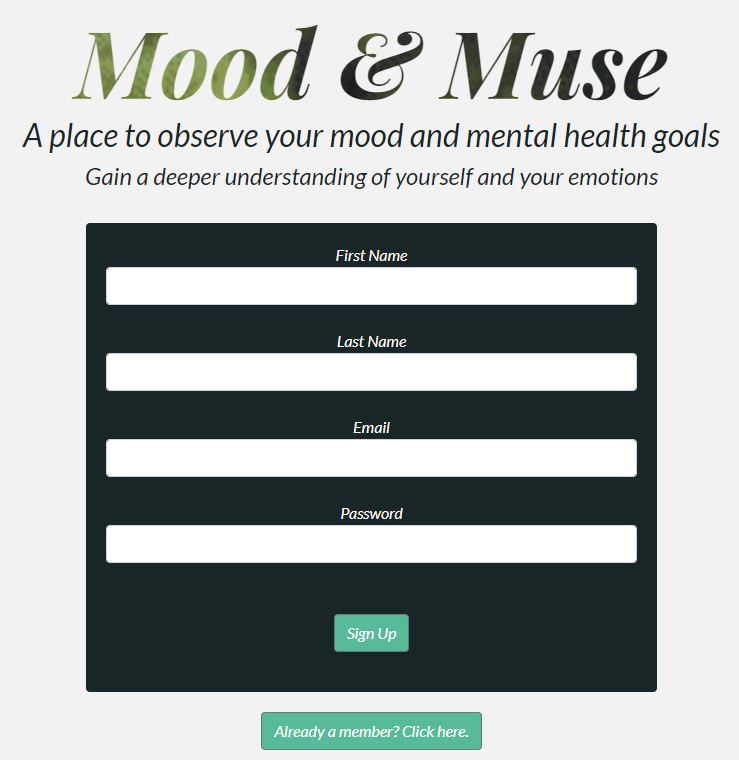 Mood & Muse
A place to observe your mood and mental health goals
Gain a deeper understanding of yourself and your emotions
First Name
Last Name
Email
Password
Sign Up
Already a member? Click here.